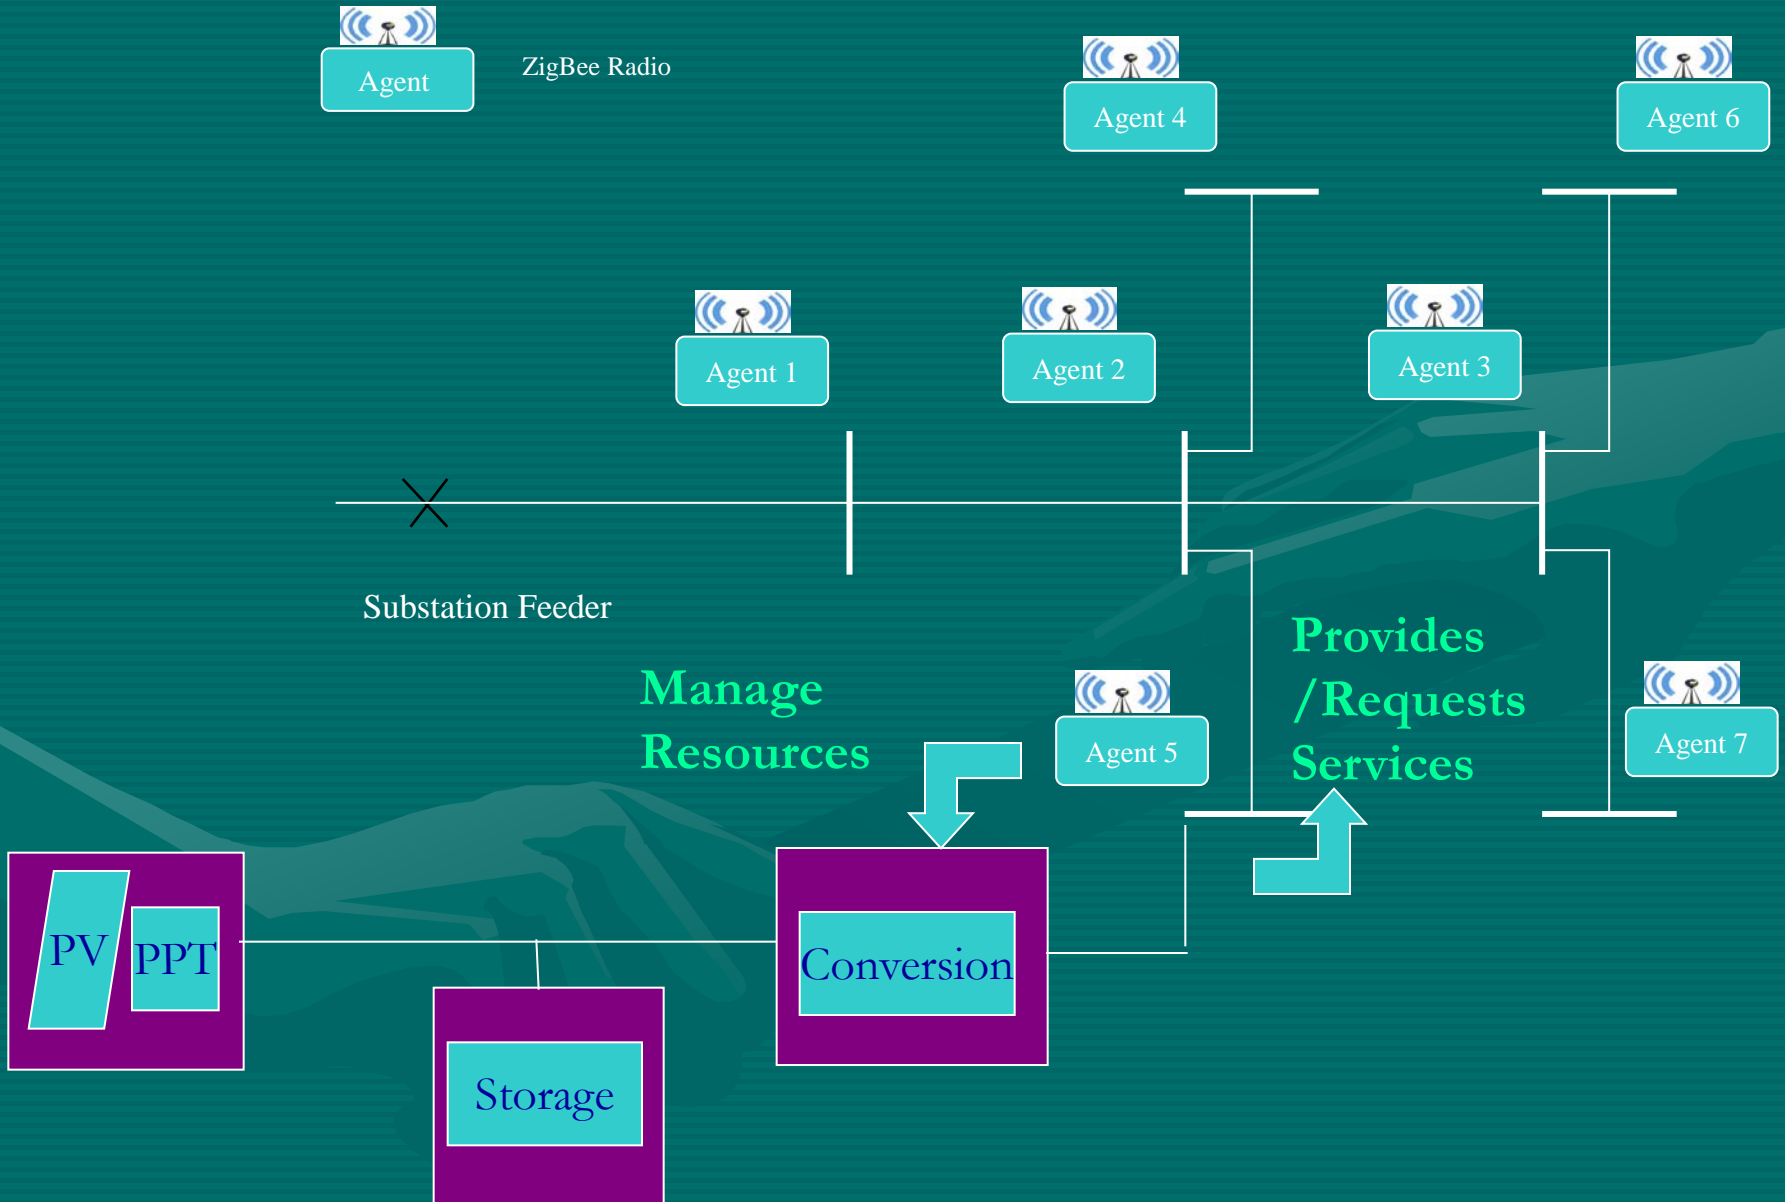 Agent
ZigBee Radio
Agent 4
Agent 6
Agent 1
Agent 2
Agent 3
Substation Feeder
Manage
Resources
Provides
/Requests
Services
Agent 5
Agent 7
PV
PPT
Conversion
Storage